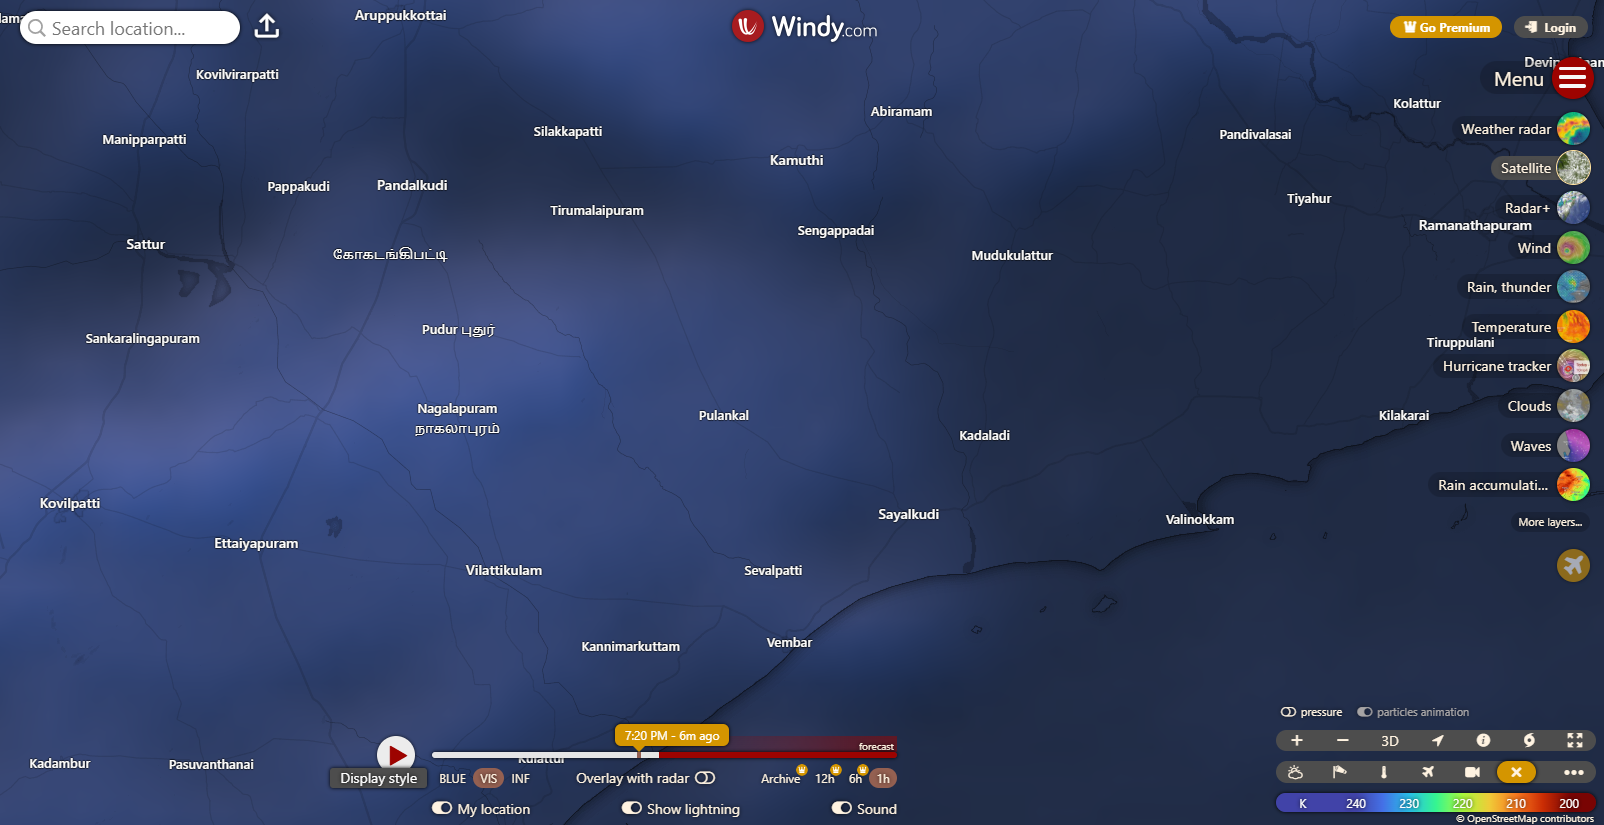 Aruppukkottai
Search location...
Windy.com
Go Premium
Login
Kovilvirarpatti
Menu
Abiramam
Kolattur
Silakkapatti
Weather radar
Manipparpatti
Pandivalasai
Kamuthi
Satellite
Pappakudi
Pandalkudi
Tiyahur
Tirumalaipuram
Radar+
Ramanathapuram
Sengappadai
Sattur
Wind
கோகடங்கிபட்டி
Mudukulattur
Rain, thunder
Pudur புதூர்
Temperature
Sankaralingapuram
Tiruppulani
Hurricane tracker
Nagalapuram
நாகலாபுரம்
Clouds
Pulankal
Kilakarai
Kadaladi
Waves
Rain accumulati...
Kovilpatti
Sayalkudi
Valinokkam
More layers...
Ettaiyapuram
Vilattikulam
Sevalpatti
Kannimarkuttam
Vembar
pressure
particles animation
7:20 PM - 6m ago
forecast
3D
Kadambur
Pasuvanthanai
Kulattur
Display style
BLUE VIS INF
Overlay with radar
Archive 12h 6h 1h
My location
Show lightning
Sound
K 240 230 220 210 200
© OpenStreetMap contributors